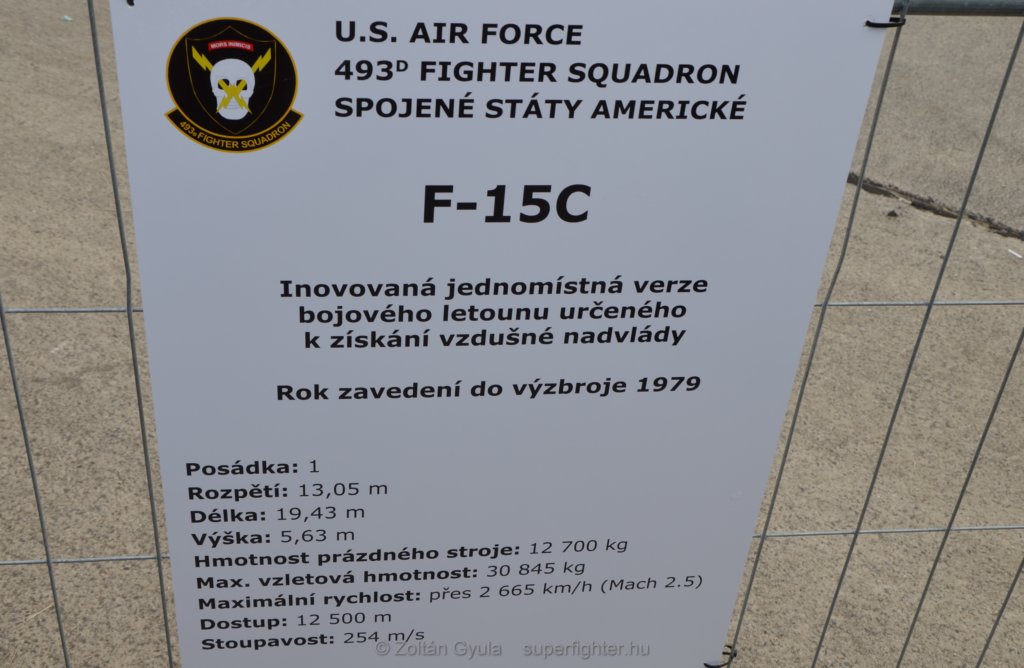 MORS INIMICIS
493D FIGHTER SQUADRON
U.S. AIR FORCE
493D FIGHTER SQUADRON
SPOJENÉ STÁTY AMERICKÉ
F-15C
Inovovaná jednomístná verze
bojového letounu určeného
k získání vzdušné nadvlády
Rok zavedení do výzbroje 1979
Posádka: 1
Rozpětí: 13,05 m
Délka: 19,43 m
Výška: 5,63 m
Hmotnost prázdného stroje: 12 700 kg
Max. vzletová hmotnost: 30 845 kg
Maximální rychlost: přes 2 665 km/h (Mach 2.5)
Dostup: 12 500 m
Stoupavost: 254 m/s
© Zoltán Gyula superfighter.hu